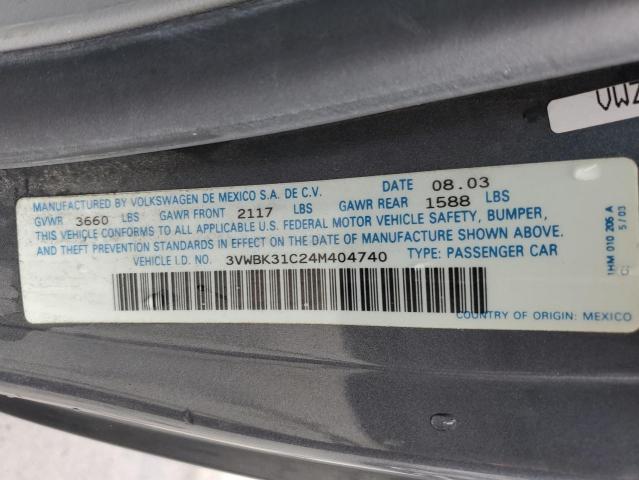 MANUFACTURED BY VOLKSWAGEN DE MEXICO S.A. DE C.V. DATE 08.03
GVWR 3660 LBS GAWR FRONT 2117 LBS GAWR REAR 1588 LBS
THIS VEHICLE CONFORMS TO ALL APPLICABLE U.S. FEDERAL MOTOR VEHICLE SAFETY, BUMPER,
AND THEFT PREVENTION STANDARDS IN EFFECT ON THE DATE OF MANUFACTURE SHOWN ABOVE.
VEHICLE I.D. NO. 3VWBK31C24M404740 TYPE: PASSENGER CAR
COUNTRY OF ORIGIN: MEXICO
1HM 010 205 A
5/03